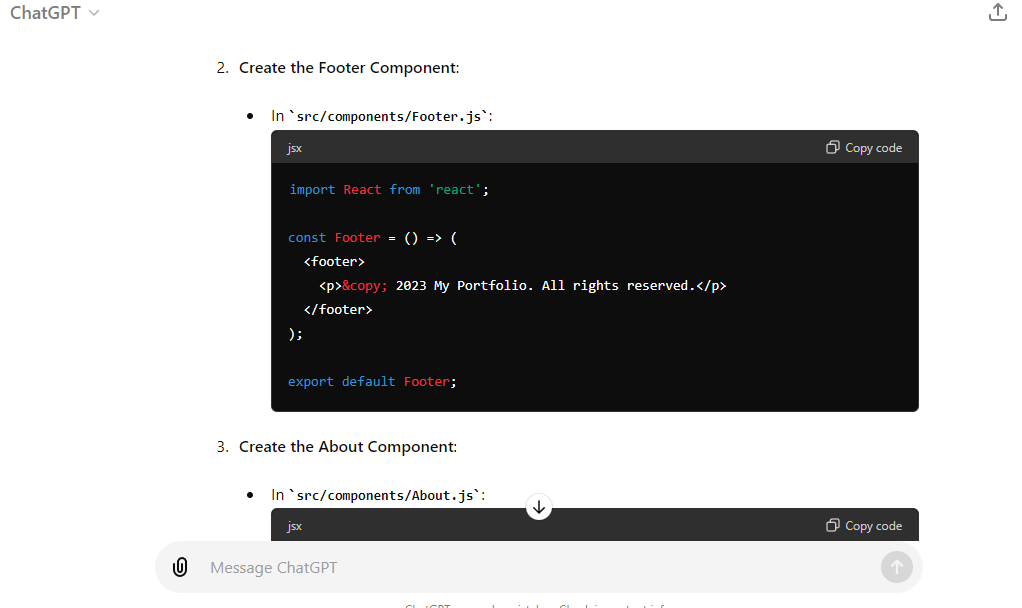 ChatGPT
2. Create the Footer Component:
In `src/components/Footer.js`:
jsx Copy code
import React from 'react';
const Footer = () => (
<footer>
<p>&copy; 2023 My Portfolio. All rights reserved.</p>
</footer>
);
export default Footer;
3. Create the About Component:
In `src/components/About.js`:
jsx Copy code
Message ChatGPT